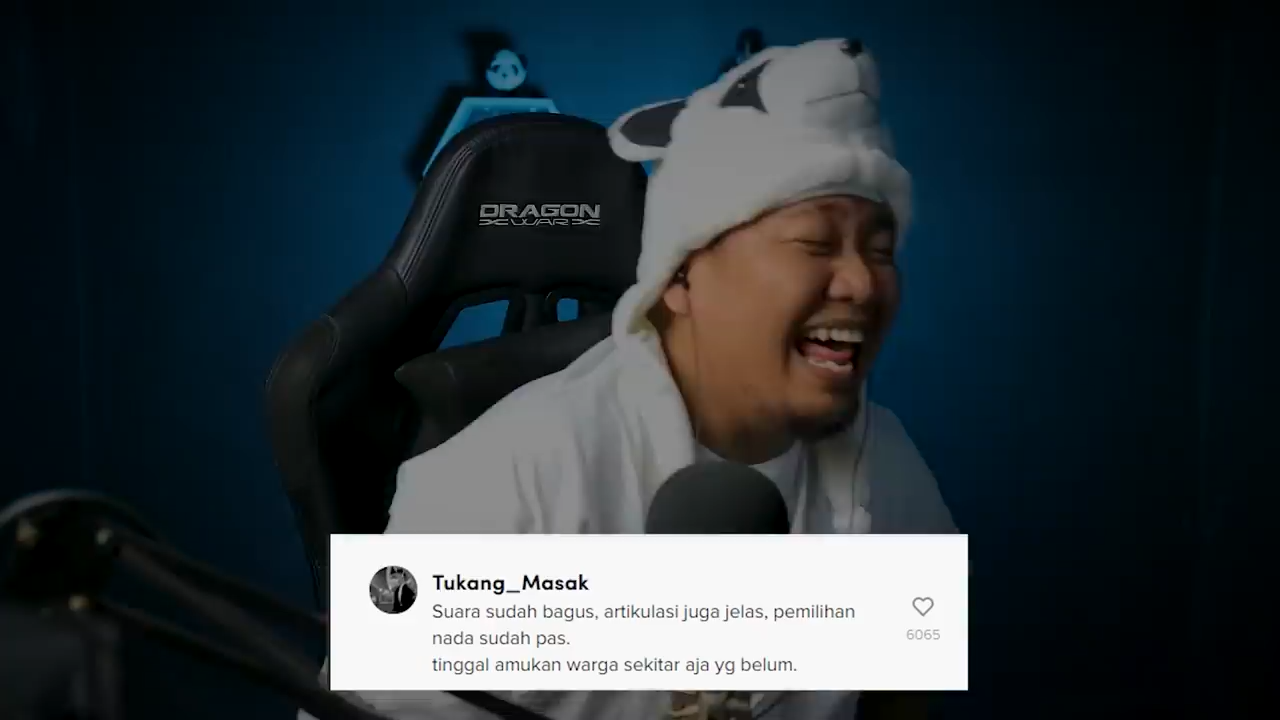 DRAGON
WAR
Tukang_Masak
Suara sudah bagus, artikulasi juga jelas, pemilihan
nada sudah pas.
6065
tinggal amukan warga sekitar aja yg belum.